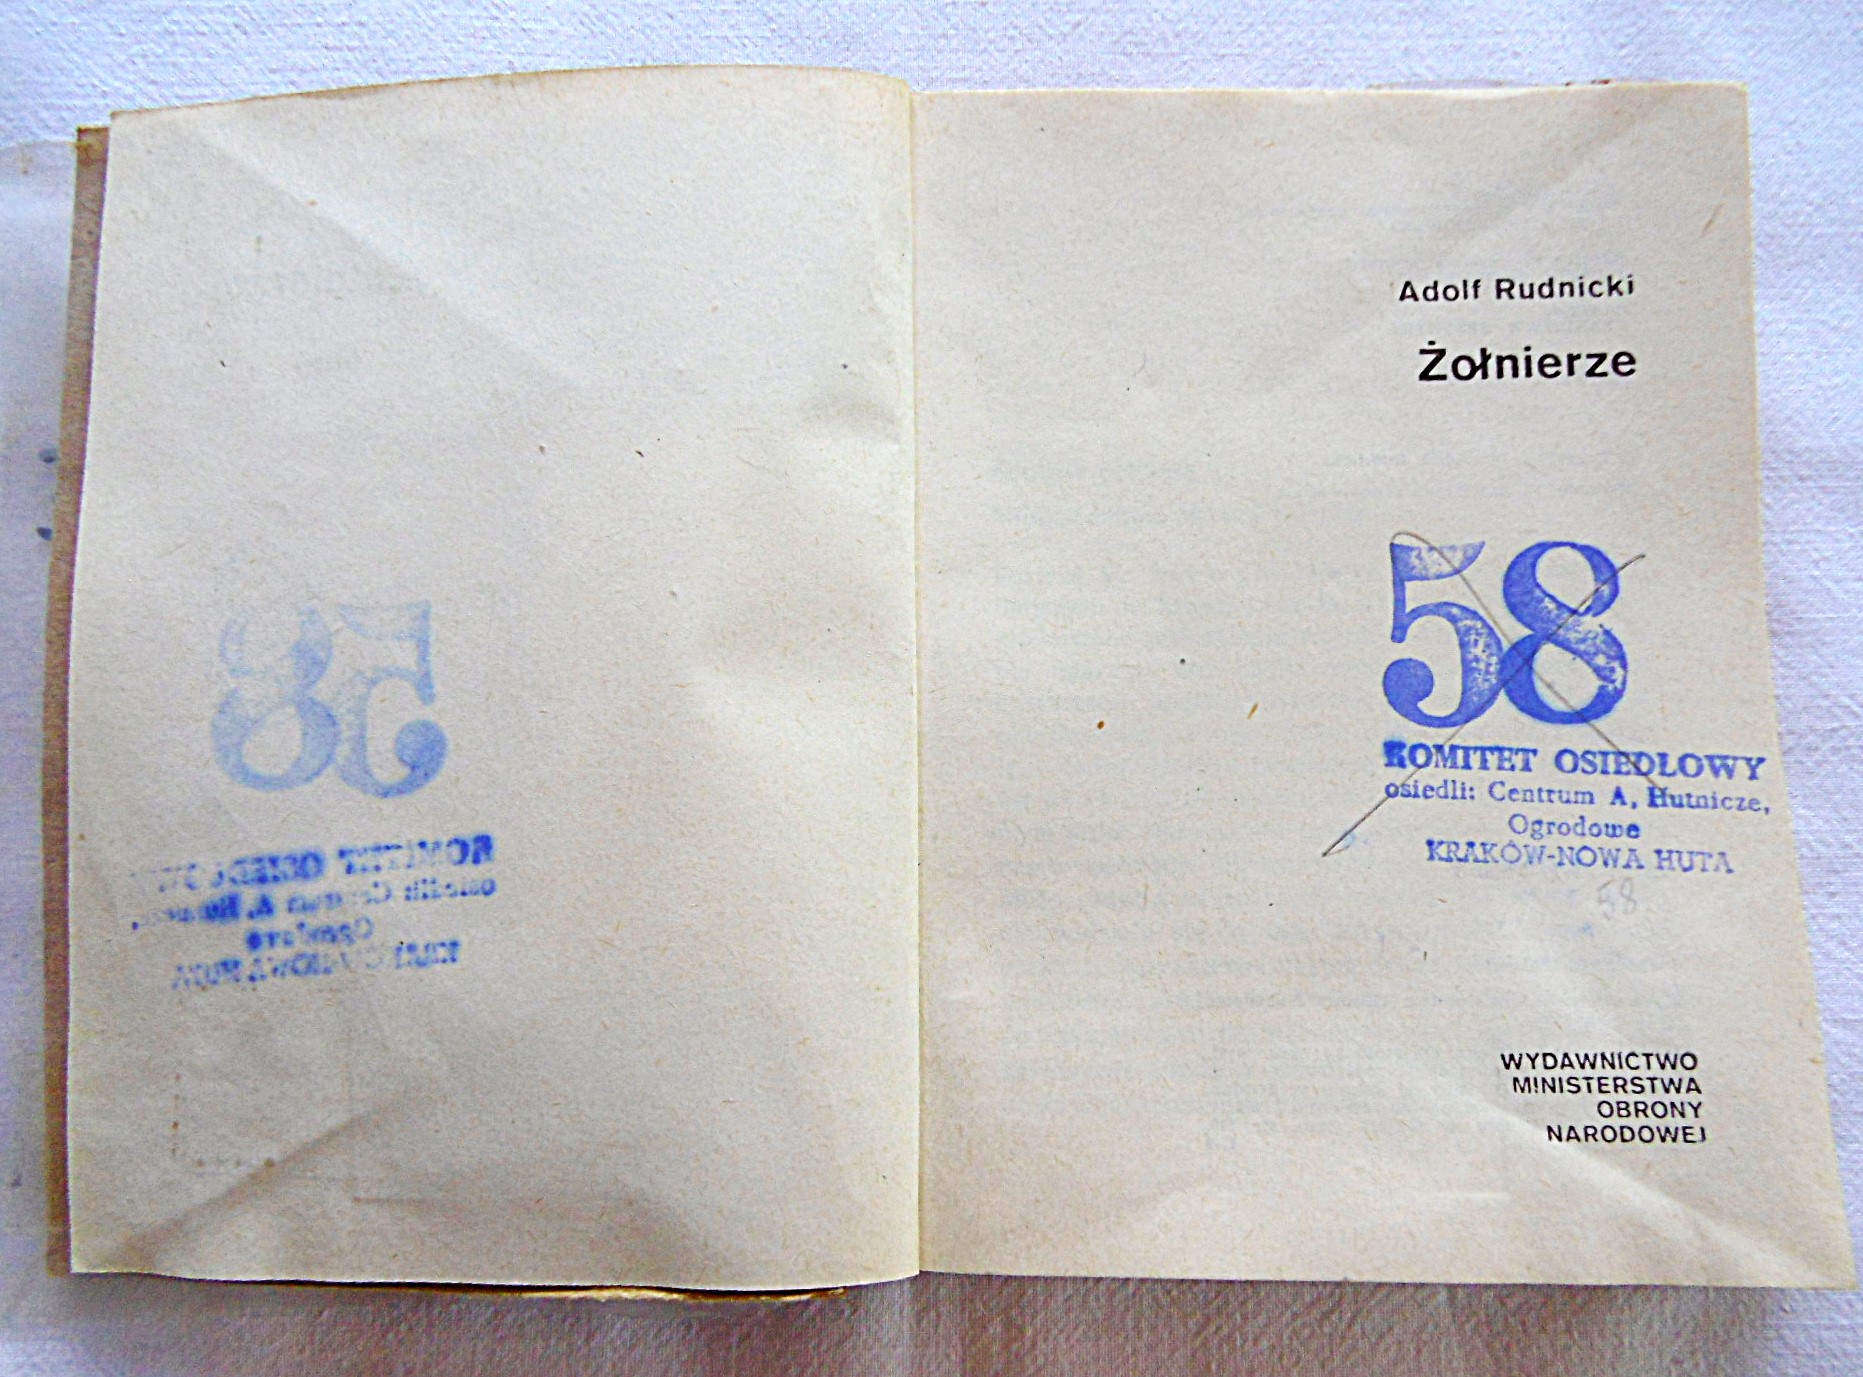 Adolf Rudnicki
Żołnierze
58
KOMITET OSIEDLOWY
osiedli: Centrum A, Hutnicze,
Ogrodowe
KRAKÓW-NOWA HUTA
58
WYDAWNICTWO
MINISTERSTWA
OBRONY
NARODOWEJ